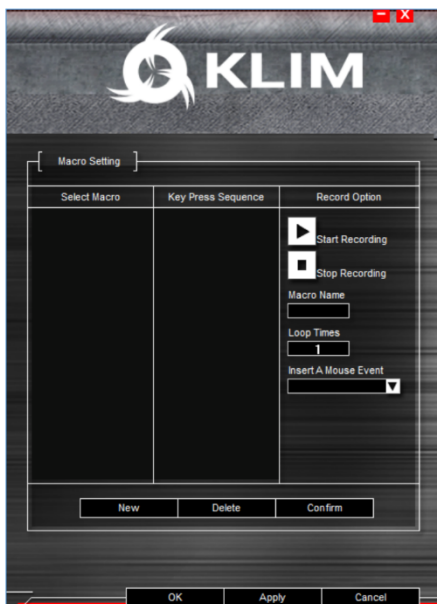 X
KLIM
Macro Setting
Select Macro
Key Press Sequence
Record Option
Start Recording
Stop Recording
Macro Name
Loop Times
1
Insert A Mouse Event
New
Delete
Confirm
OK
Apply
Cancel